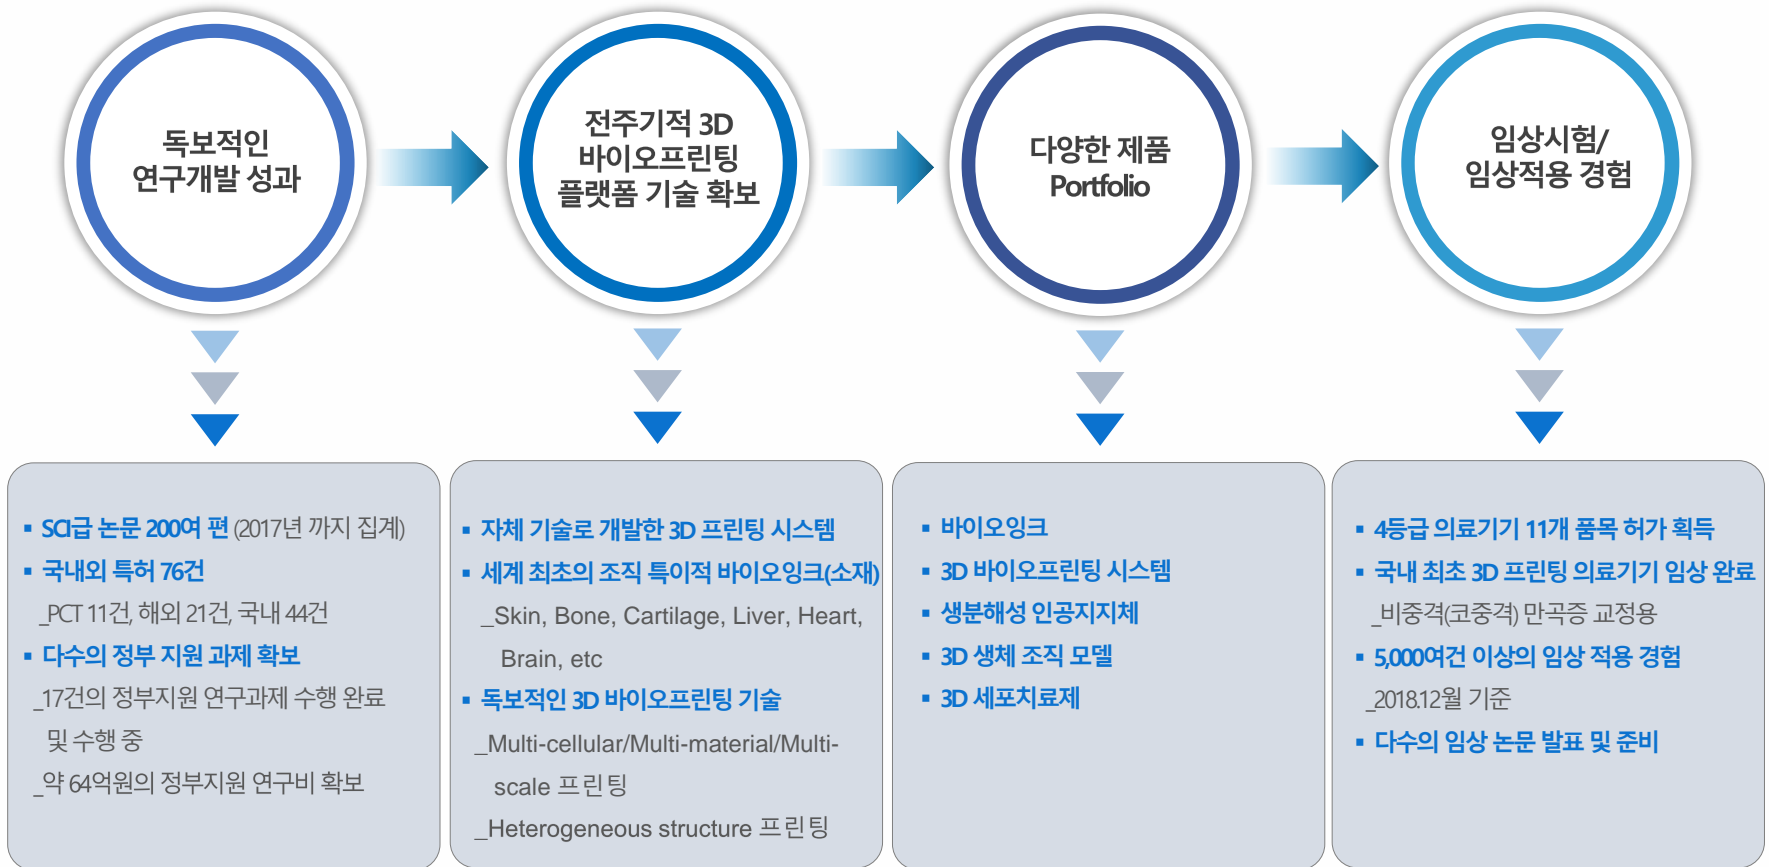 독보적인
연구개발 성과
전주기적 3D
바이오프린팅
플랫폼 기술 확보
다양한 제품
Portfolio
임상시험/
임상적용 경험
▪ SCI급 논문 200여 편 (2017년 까지 집계)
▪ 국내외 특허 76건
_PCT 11건, 해외 21건, 국내 44건
▪ 다수의 정부 지원 과제 확보
_17건의 정부지원 연구과제 수행 완료
및 수행 중
_약 64억원의 정부지원 연구비 확보
▪ 자체 기술로 개발한 3D 프린팅 시스템
▪ 세계 최초의 조직 특이적 바이오잉크(소재)
_Skin, Bone, Cartilage, Liver, Heart,
Brain, etc
▪ 독보적인 3D 바이오프린팅 기술
_Multi-cellular/Multi-material/Multi-
scale 프린팅
_Heterogeneous structure 프린팅
▪ 바이오잉크
▪ 3D 바이오프린팅 시스템
▪ 생분해성 인공지지체
▪ 3D 생체 조직 모델
▪ 3D 세포치료제
▪ 4등급 의료기기 11개 품목 허가 획득
▪ 국내 최초 3D 프린팅 의료기기 임상 완료
_비중격(코중격) 만곡증 교정용
▪ 5,000여건 이상의 임상 적용 경험
_2018.12월 기준
▪ 다수의 임상 논문 발표 및 준비